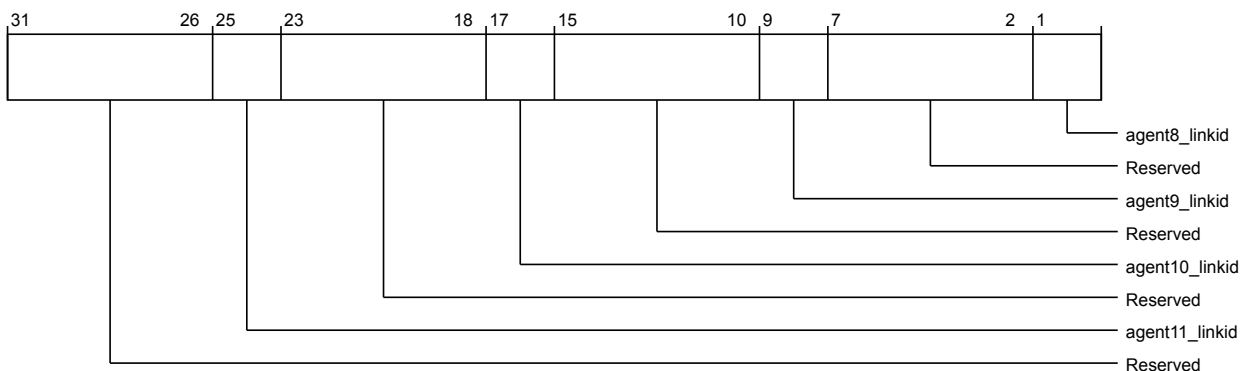 31 26 25 23 18 17 15 10 9 7 2 1
agent8_linkid
Reserved
agent9_linkid
Reserved
agent10_linkid
Reserved
agent11_linkid
Reserved